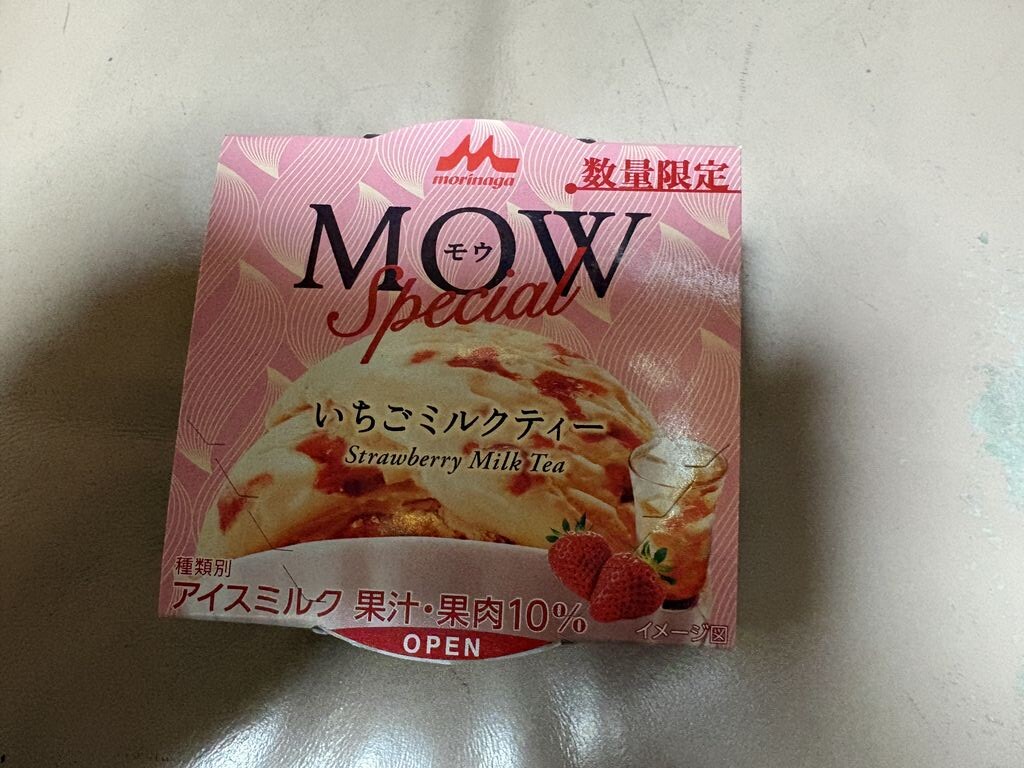 morinaga
数量限定
MOW
モウ
Special
いちごミルクティー
Strawberry Milk Tea
種類別
アイスミルク 果汁・果肉10%
イメージ図
OPEN